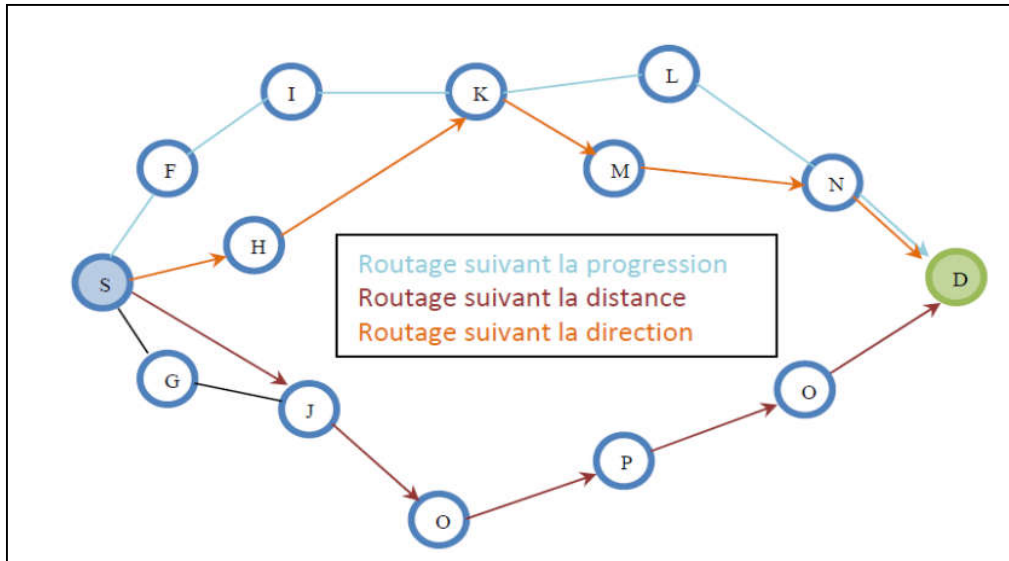 L
I
K
F
M
N
H
Routage suivant la progression
Routage suivant la distance
Routage suivant la direction
S
D
G
J
O
P
O